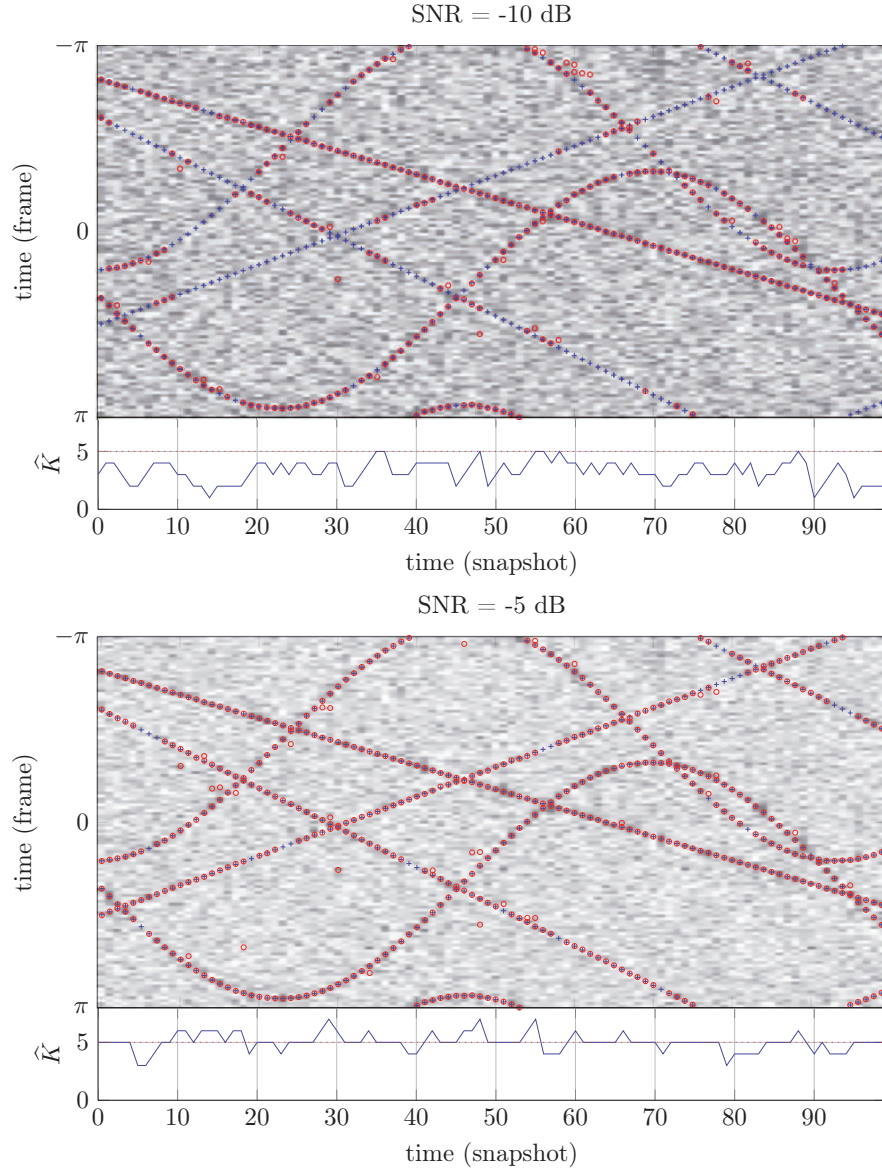 SNR = -10 dB
−π
0
π
time (frame)
5
0
K̂
0 10 20 30 40 50 60 70 80 90
time (snapshot)
SNR = -5 dB
−π
0
π
time (frame)
5
0
K̂
0 10 20 30 40 50 60 70 80 90
time (snapshot)